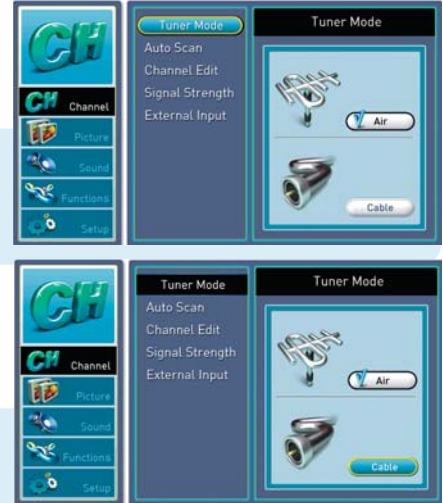 CH
CH Channel
Picture
Sound
Functions
Setup
Tuner Mode
Auto Scan
Channel Edit
Signal Strength
External Input
Tuner Mode
Air
Cable
CH
CH Channel
Picture
Sound
Functions
Setup
Tuner Mode
Auto Scan
Channel Edit
Signal Strength
External Input
Tuner Mode
Air
Cable